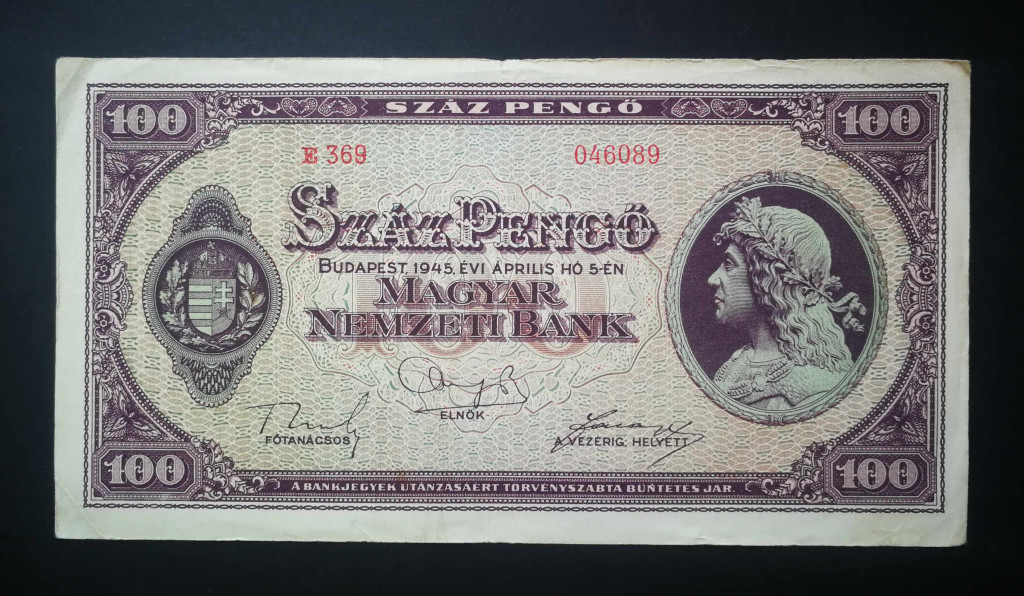 100 SZÁZ PENGŐ 100
E 369 046089
SZÁZ PENGŐ
BUDAPEST, 1945. ÉVI ÁPRILIS HÓ 5-ÉN
MAGYAR
NEMZETI BANK
FŐTANÁCSOS ELNÖK A VEZÉRIG. HELYETT
100 100
A BANKJEGYEK UTÁNZÁSÁÉRT TÖRVÉNYSZABTA BÜNTETÉS JÁR.